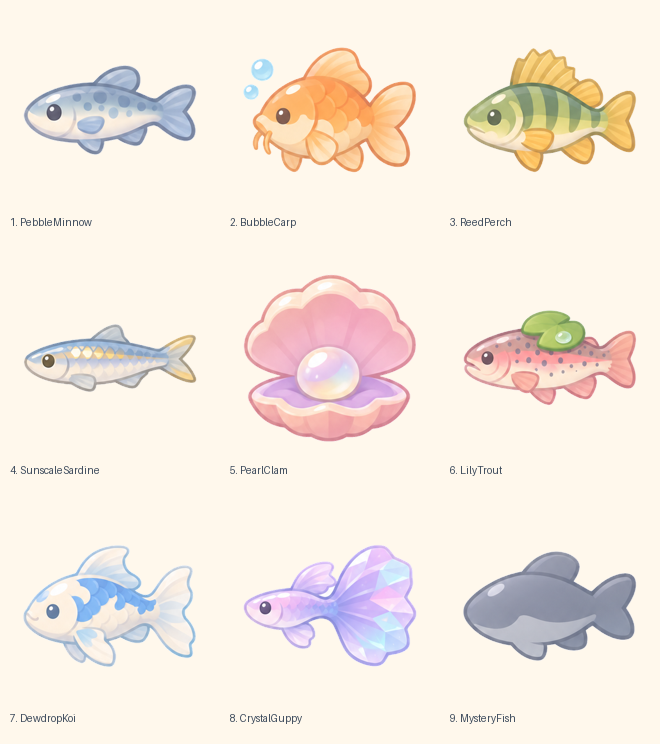 1. PebbleMinnow
2. BubbleCarp
3. ReedPerch
4. SunscaleSardine
5. PearlClam
6. LilyTrout
7. DewdropKoi
8. CrystalGuppy
9. MysteryFish